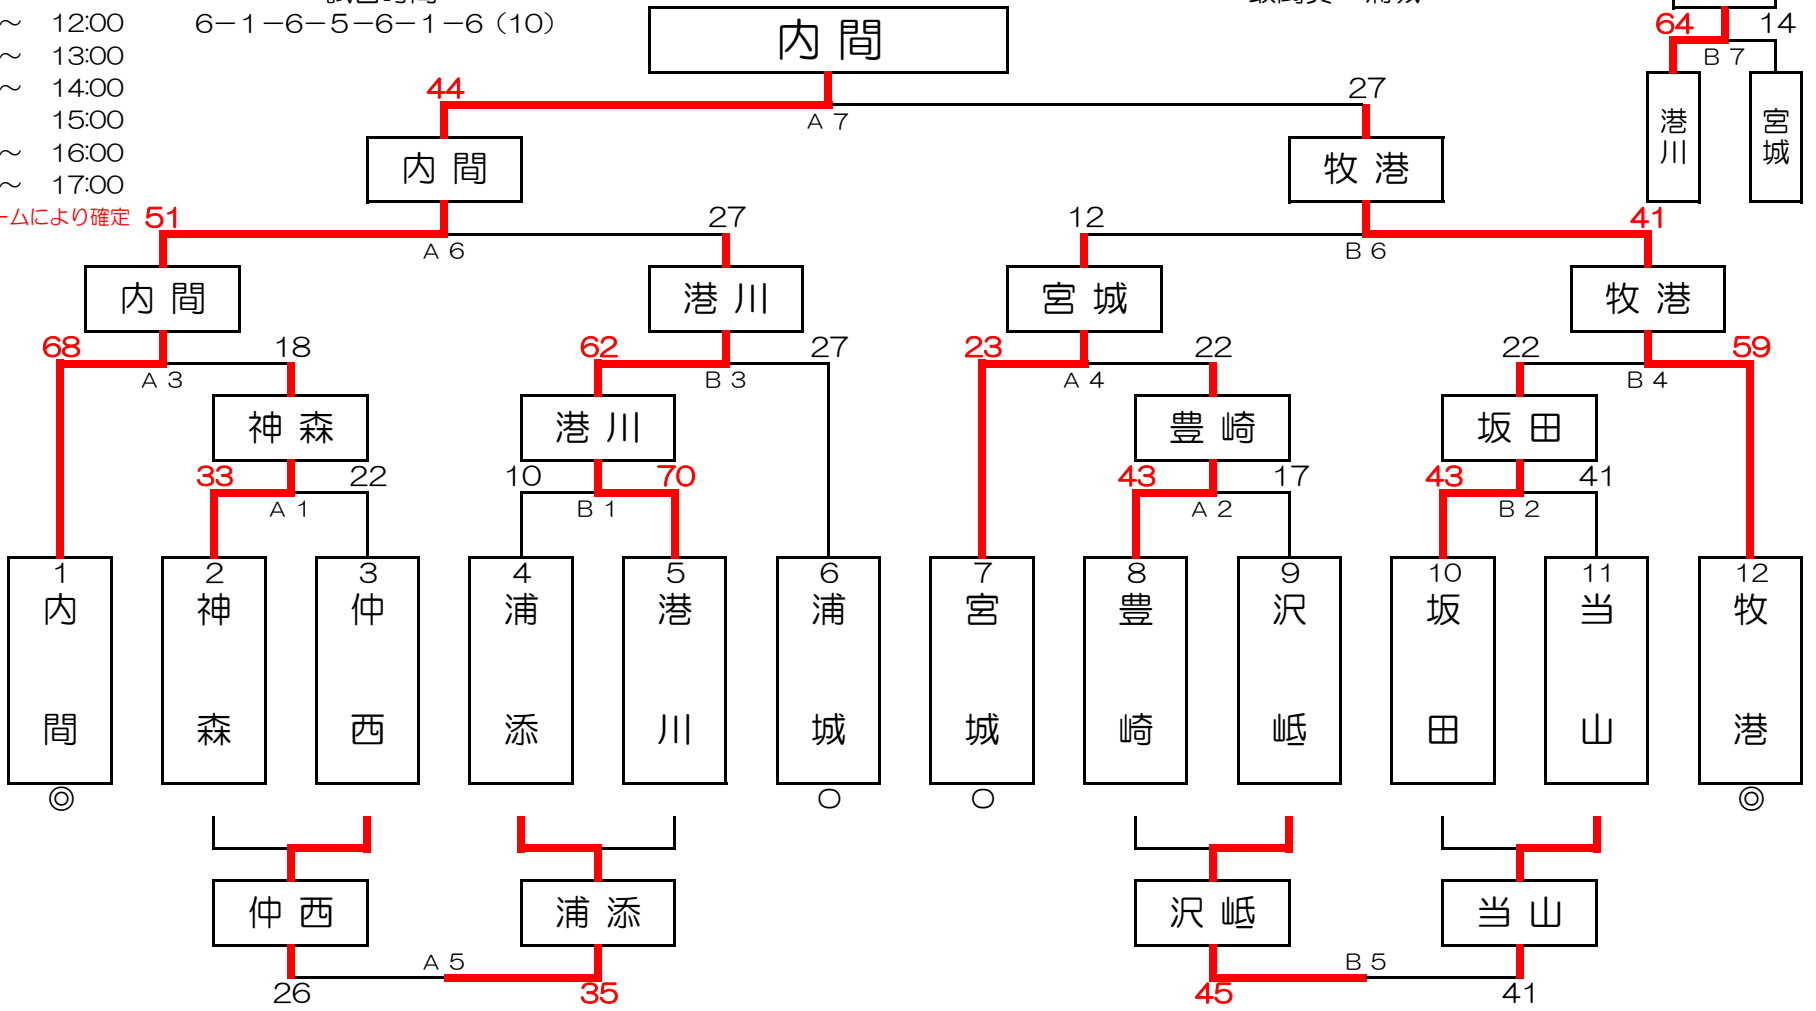 ～ 12:00 6－1－6－5－6－1－6（10）
内間
64 14
～ 13:00
B 7
～ 14:00
44 27
15:00
A 7
港川 宮城
～ 16:00
内間 牧港
～ 17:00
ームにより確定 51 27 12 41
A 6 B 6
内間 港川 宮城 牧港
68 18 62 27 23 22 22 59
A 3 B 3 A 4 B 4
神森 港川 豊崎 坂田
33 22 10 70 43 17 43 41
A 1 B 1 A 2 B 2
1 2 3 4 5 6 7 8 9 10 11 12
内間 神森 仲西 浦添 港川 浦城 宮城 豊崎 沢岻 坂田 当山 牧港
◎ ○ ○ ◎
仲西 浦添 沢岻 当山
A 5 B 5
26 35 45 41